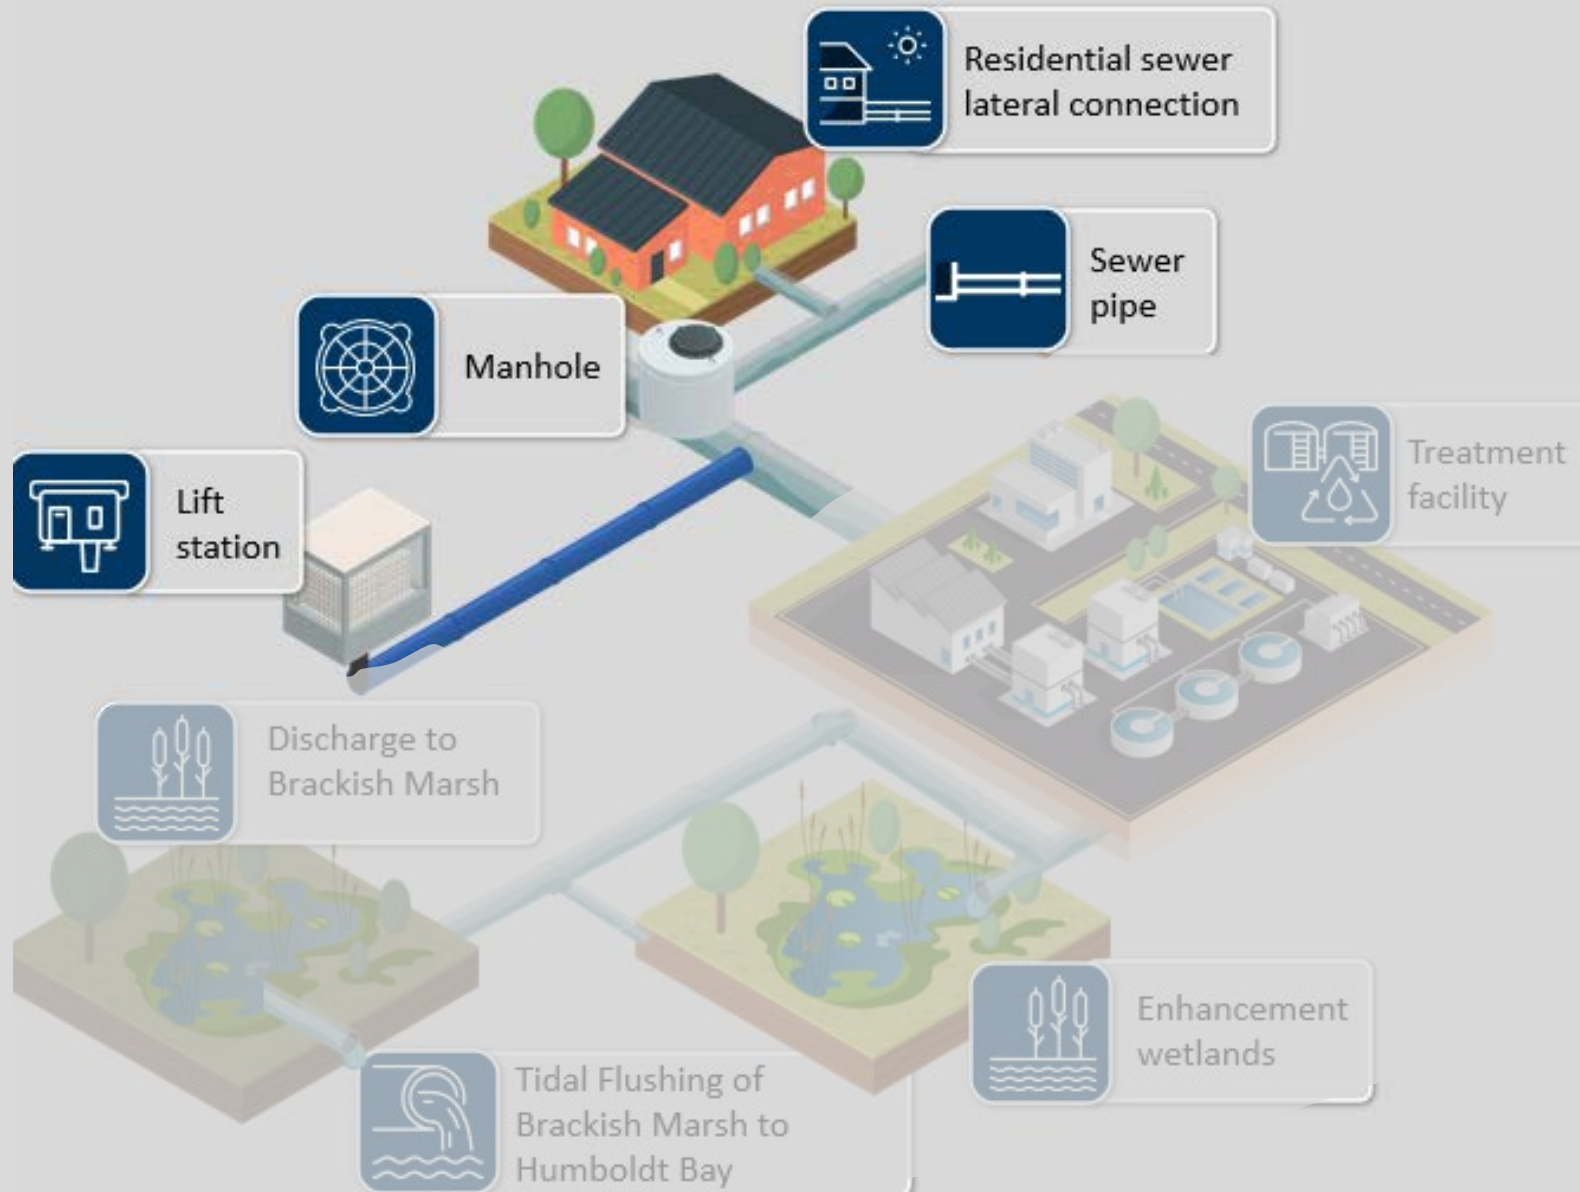 Residential sewer
lateral connection
Sewer
pipe
Manhole
Lift
station
Treatment
facility
Discharge to
Brackish Marsh
Enhancement
wetlands
Tidal Flushing of
Brackish Marsh to
Humboldt Bay